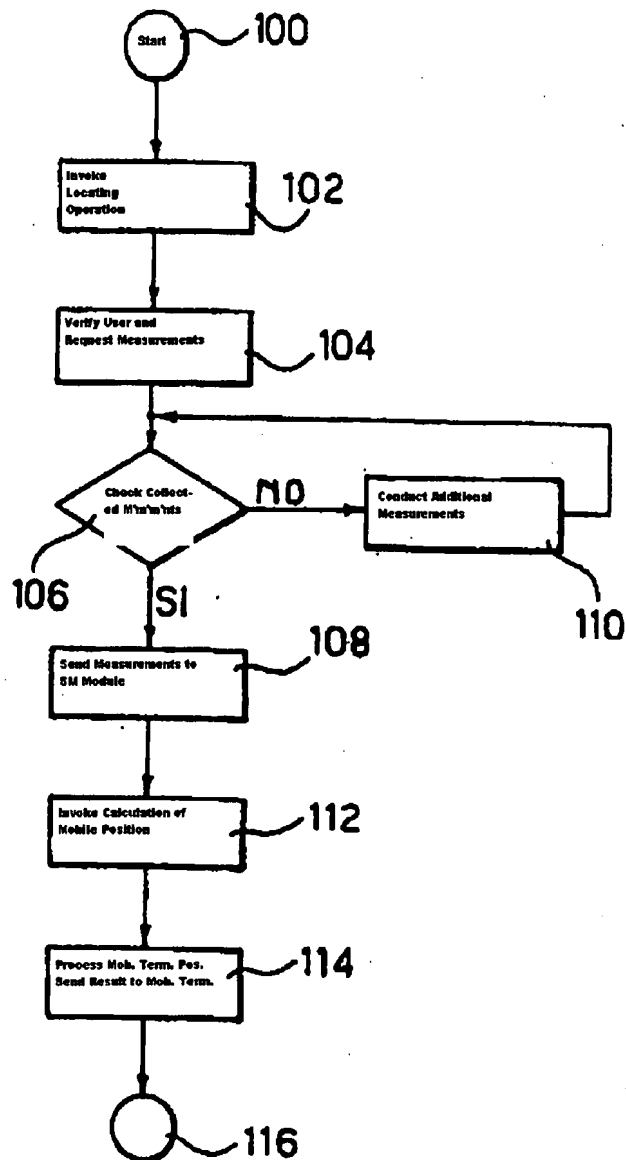 Start
100
Invoke
Locating
Operation
102
Verify User and
Request Measurements
104
Check Collect-
ed M'm'm'nts
106
NO
Conduct Additional
Measurements
110
SI
Send Measurements to
SM Module
108
Invoke Calculation of
Mobile Position
112
Process Mob. Term. Pos.
Send Result to Mob. Term.
114
116